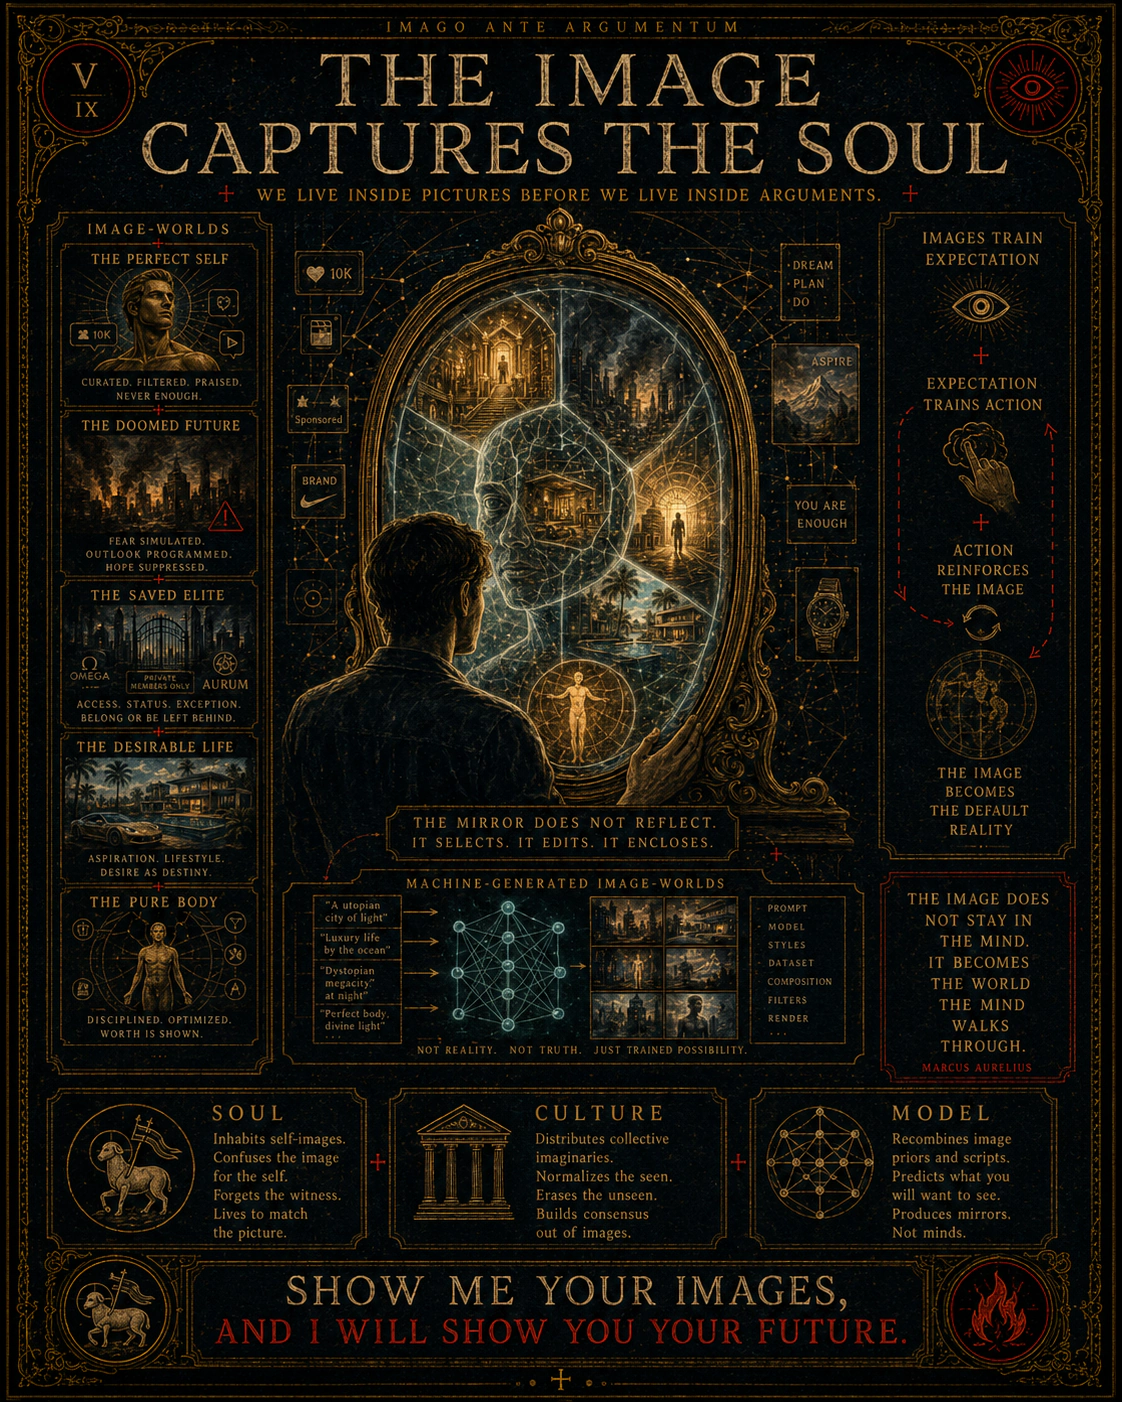 IMAGO ANTE ARGUMENTUM
V
IX
THE IMAGE
CAPTURES THE SOUL
WE LIVE INSIDE PICTURES BEFORE WE LIVE INSIDE ARGUMENTS.
IMAGE-WORLDS
THE PERFECT SELF
10K
CURATED. FILTERED. PRAISED.
NEVER ENOUGH.
THE DOOMED FUTURE
FEAR SIMULATED.
OUTLOOK PROGRAMMED.
HOPE SUPPRESSED.
THE SAVED ELITE
Ω
OMEGA
PRIVATE
MEMBERS ONLY
AURUM
ACCESS. STATUS. EXCEPTION.
BELONG OR BE LEFT BEHIND.
THE DESIRABLE LIFE
ASPIRATION. LIFESTYLE.
DESIRE AS DESTINY.
THE PURE BODY
DISCIPLINED. OPTIMIZED.
WORTH IS SHOWN.
10K
Sponsored
BRAND
· DREAM
· PLAN
· DO
ASPIRE
YOU ARE
ENOUGH
THE MIRROR DOES NOT REFLECT.
IT SELECTS. IT EDITS. IT ENCLOSES.
MACHINE-GENERATED IMAGE-WORLDS
"A utopian
city of light"
"Luxury life
by the ocean"
"Dystopian
megacity,"
at night"
"Perfect body,
divine light"
...
PROMPT
MODEL
STYLES
DATASET
COMPOSITION
FILTERS
RENDER
...
NOT REALITY. NOT TRUTH. JUST TRAINED POSSIBILITY.
IMAGES TRAIN
EXPECTATION
EXPECTATION
TRAINS ACTION
ACTION
REINFORCES
THE IMAGE
THE IMAGE
BECOMES
THE DEFAULT
REALITY
THE IMAGE DOES
NOT STAY IN
THE MIND.
IT BECOMES
THE WORLD
THE MIND
WALKS
THROUGH.
MARCUS AURELIUS
SOUL
Inhabits self-images.
Confuses the image
for the self.
Forgets the witness.
Lives to match
the picture.
CULTURE
Distributes collective
imaginaries.
Normalizes the seen.
Erases the unseen.
Builds consensus
out of images.
MODEL
Recombines image
priors and scripts.
Predicts what you
will want to see.
Produces mirrors.
Not minds.
SHOW ME YOUR IMAGES,
AND I WILL SHOW YOU YOUR FUTURE.